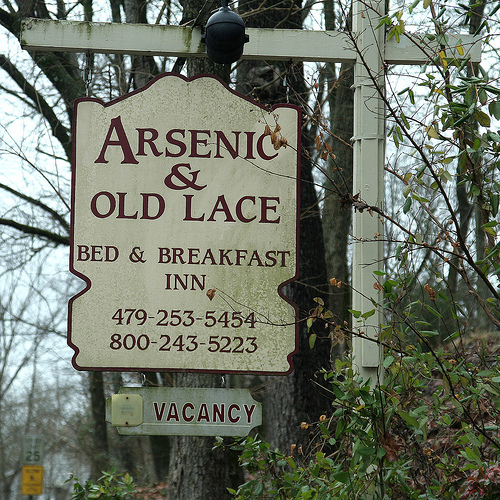 ARSENIC
&
OLD LACE
BED & BREAKFAST
INN
479-253-5454
800-243-5223
VACANCY
25